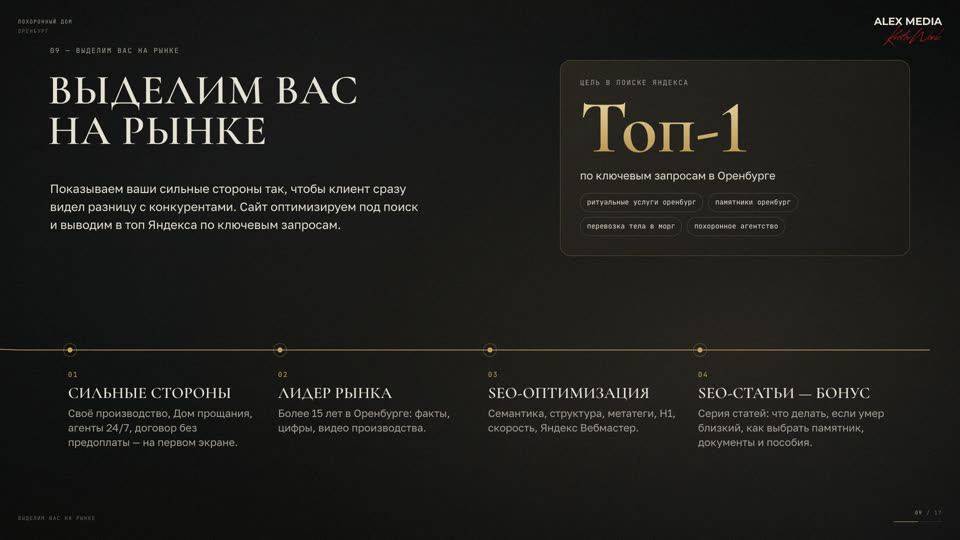 ПОХОРОННЫЙ ДОМ
ОРЕНБУРГ
ALEX MEDIA
09 — ВЫДЕЛИМ ВАС НА РЫНКЕ
ВЫДЕЛИМ ВАС
НА РЫНКЕ
Показываем ваши сильные стороны так, чтобы клиент сразу
видел разницу с конкурентами. Сайт оптимизируем под поиск
и выводим в топ Яндекса по ключевым запросам.
ЦЕЛЬ В ПОИСКЕ ЯНДЕКСА
Топ-1
по ключевым запросам в Оренбурге
ритуальные услуги оренбург
памятники оренбург
перевозка тела в морг
похоронное агентство
01
СИЛЬНЫЕ СТОРОНЫ
Своё производство, Дом прощания,
агенты 24/7, договор без
предоплаты — на первом экране.
02
ЛИДЕР РЫНКА
Более 15 лет в Оренбурге: факты,
цифры, видео производства.
03
SEO-ОПТИМИЗАЦИЯ
Семантика, структура, метатеги, H1,
скорость, Яндекс Вебмастер.
04
SEO-СТАТЬИ — БОНУС
Серия статей: что делать, если умер
близкий, как выбрать памятник,
документы и пособия.
ВЫДЕЛИМ ВАС НА РЫНКЕ
09 / 17